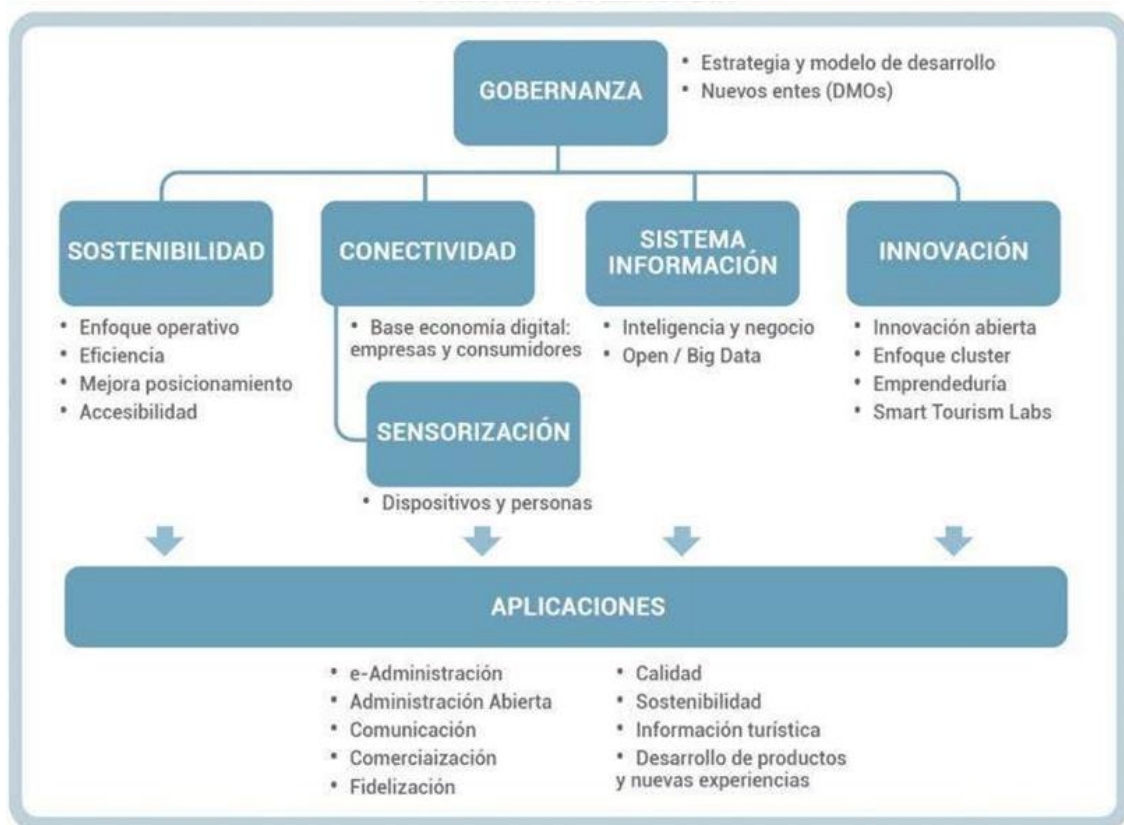 GOBERNANZA
• Estrategia y modelo de desarrollo
• Nuevos entes (DMOs)
SOSTENIBILIDAD
• Enfoque operativo
• Eficiencia
• Mejora posicionamiento
• Accesibilidad
CONECTIVIDAD
• Base economía digital:
empresas y consumidores
SENSORIZACIÓN
• Dispositivos y personas
SISTEMA
INFORMACIÓN
• Inteligencia y negocio
• Open / Big Data
INNOVACIÓN
• Innovación abierta
• Enfoque cluster
• Emprendeduría
• Smart Tourism Labs
APLICACIONES
• e-Administración
• Administración Abierta
• Comunicación
• Comerciaización
• Fidelización
• Calidad
• Sostenibilidad
• Información turística
• Desarrollo de productos
y nuevas experiencias